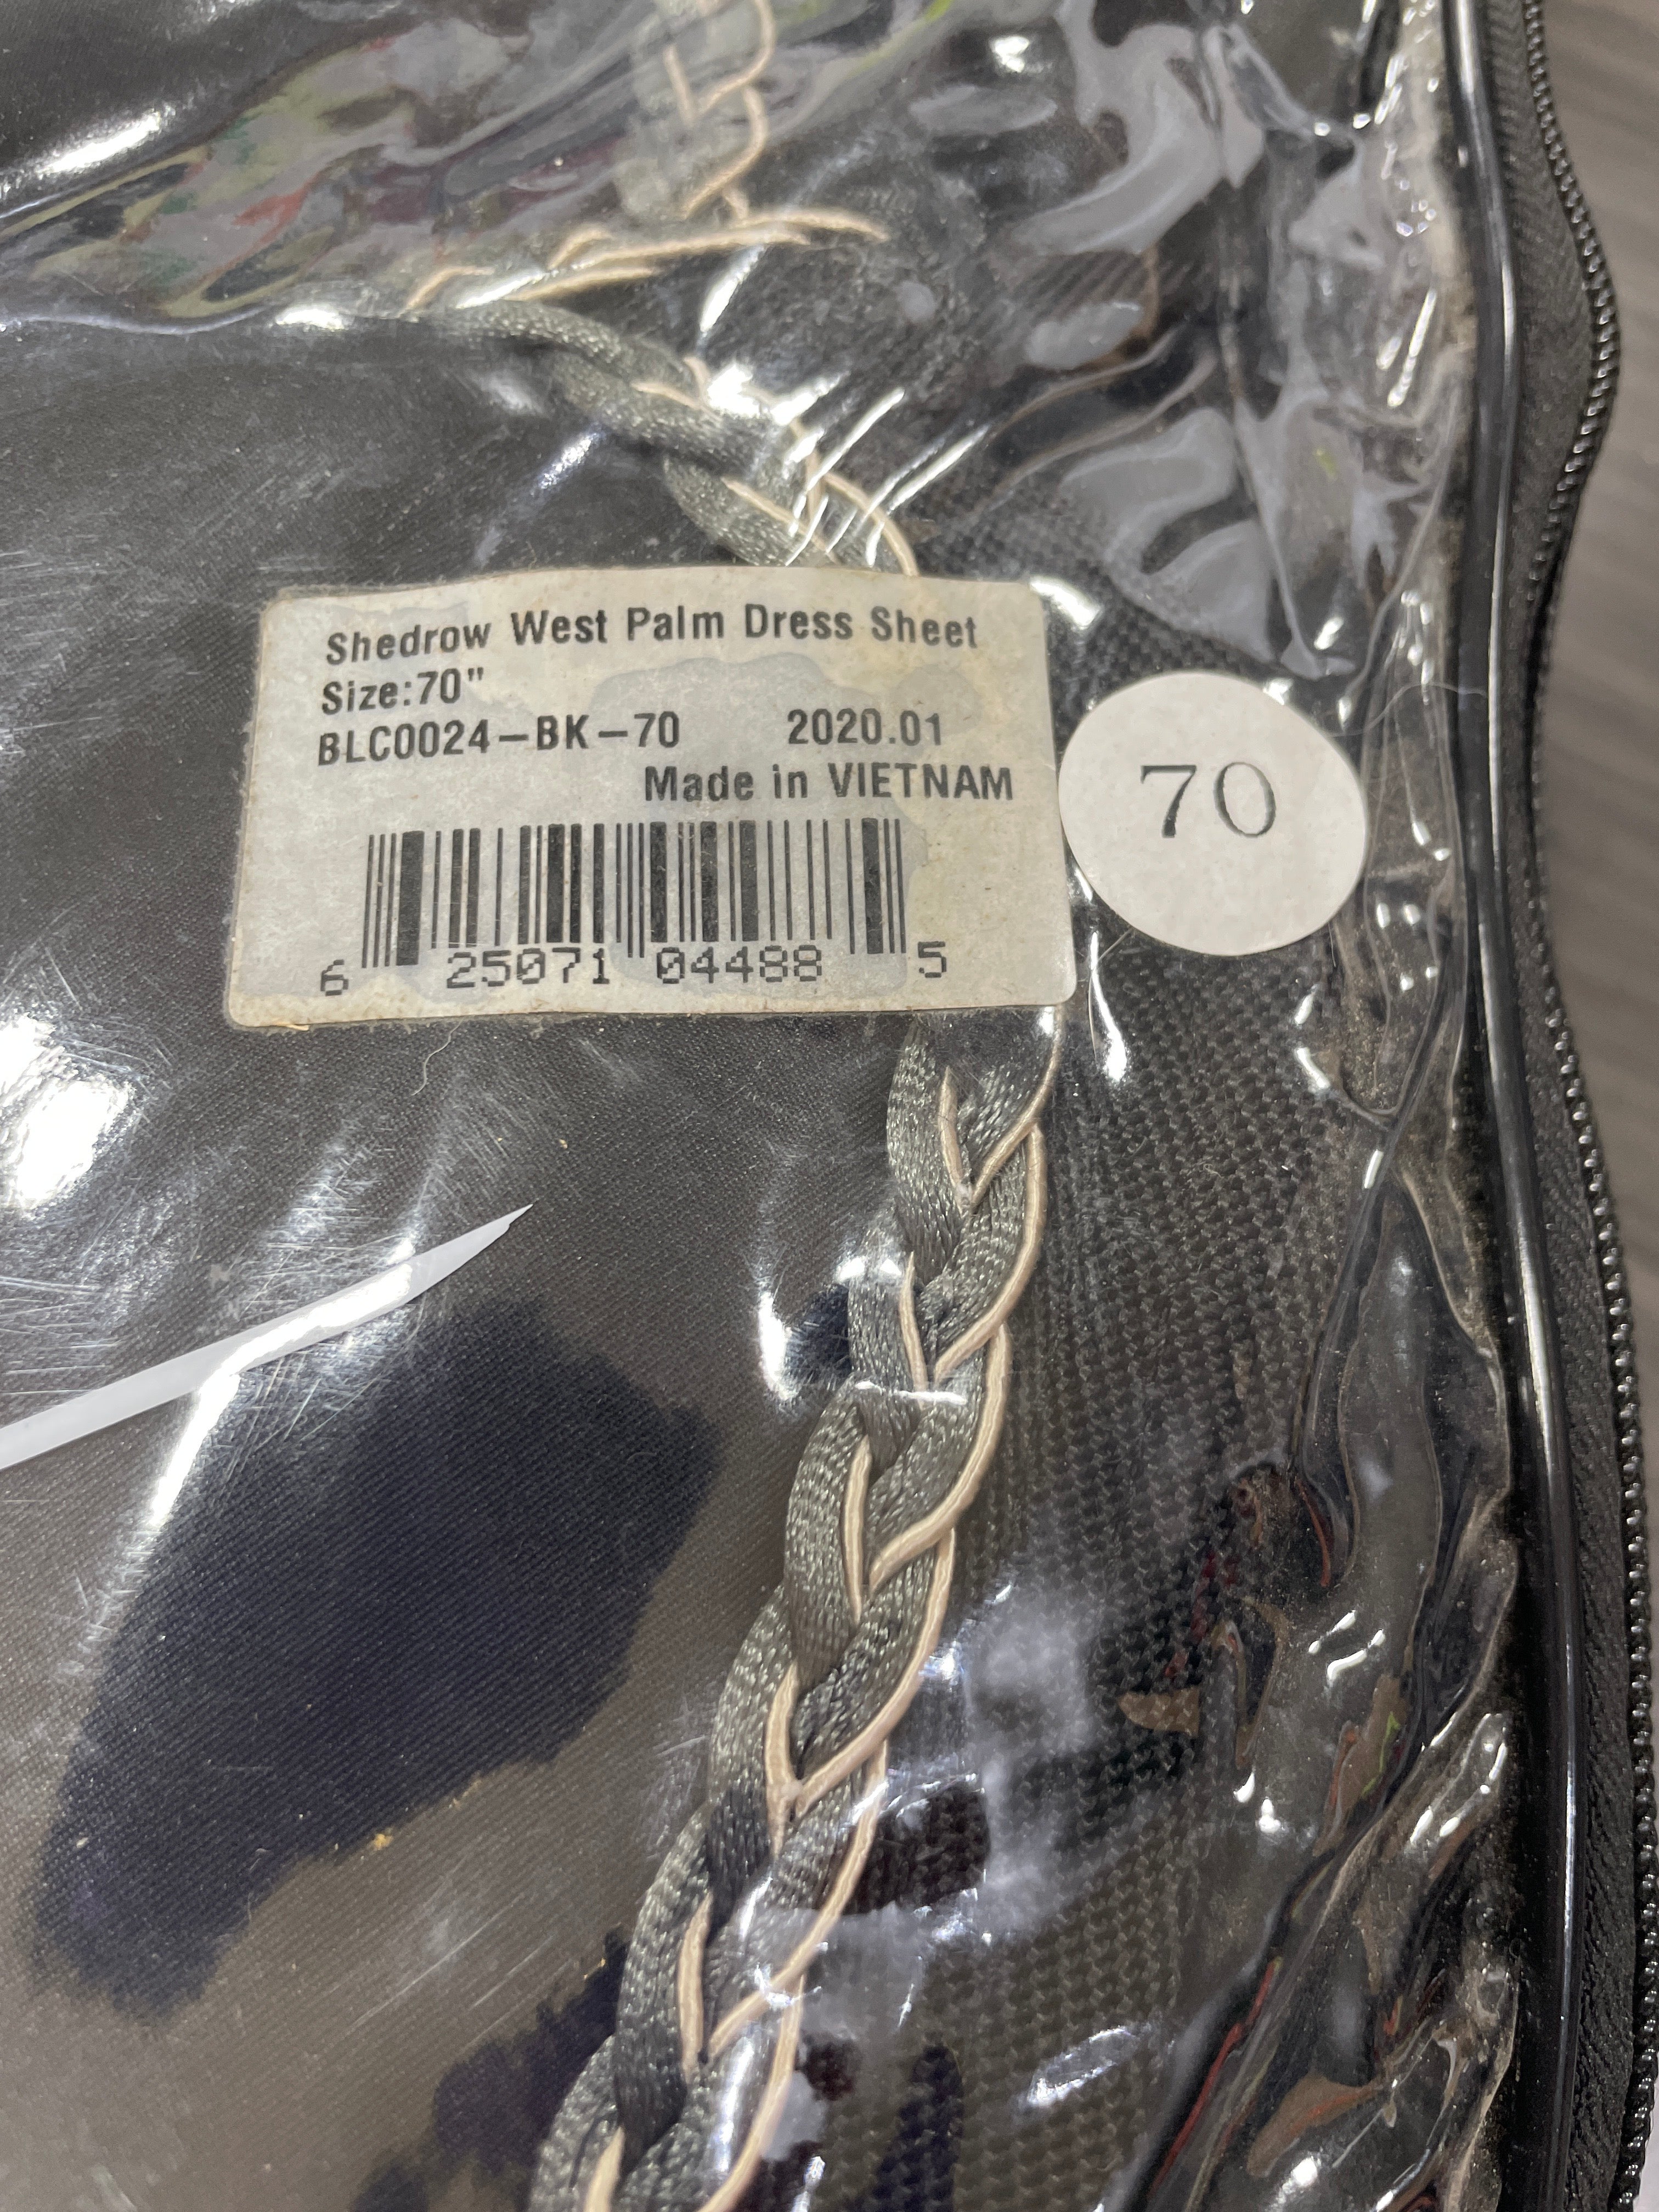 Shedrow West Palm Dress Sheet
Size:70"
BLC0024-BK-70 2020.01
Made in VIETNAM
6 25071 04488 5
70